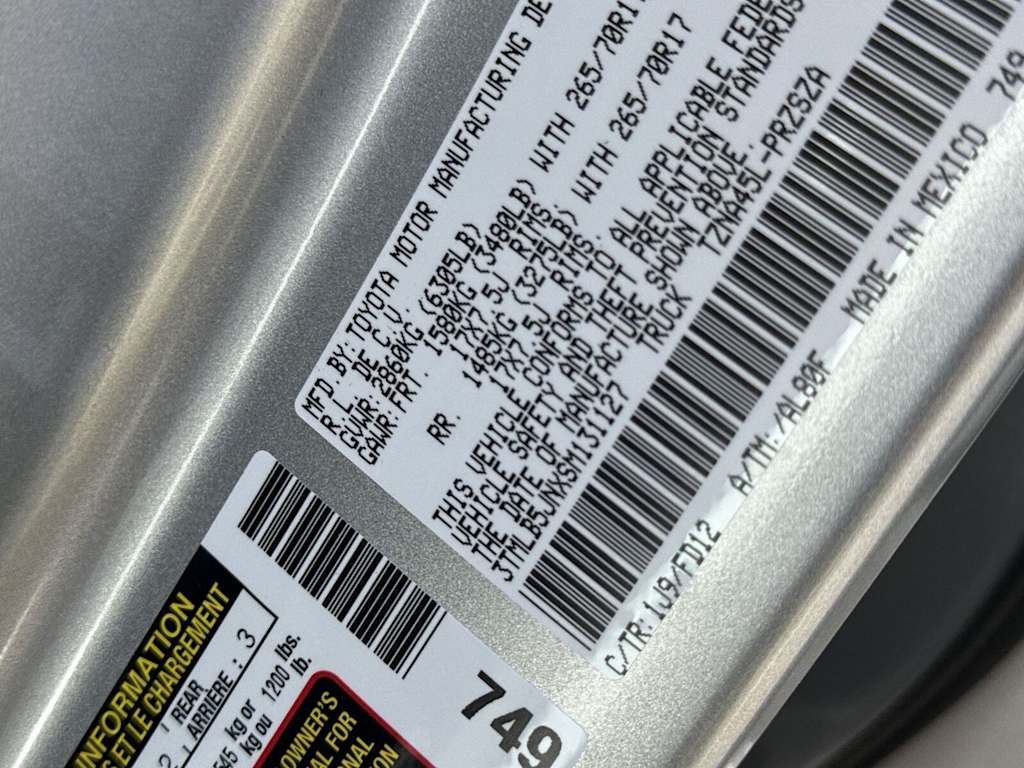 MFD. BY: TOYOTA MOTOR MANUFACTURING DE
R.L. DE C.V.
GVWR: 2860KG (6305LB)
GAWR: FRT. 1580KG (3480LB) WITH 265/70R17
17X7.5J RIMS,
RR. 1485KG (3275LB) WITH 265/70R17
17X7.5J RIMS.
THIS VEHICLE CONFORMS TO ALL APPLICABLE FEDE
VEHICLE SAFETY AND THEFT PREVENTION STANDARDS
THE DATE OF MANUFACTURE SHOWN ABOVE.
3TMLB5JNXSM131127 TRUCK TZNA45L-PRZSZA
C/TR:1J9/FD12 A/TM: /AL80F MADE IN MEXICO 749
INFORMATION
ET LE CHARGEMENT
2 REAR
ARRIÈRE : 3
545 kg or 1200 lbs.
kg ou 1200 lb.
OWNER'S
FOR
749